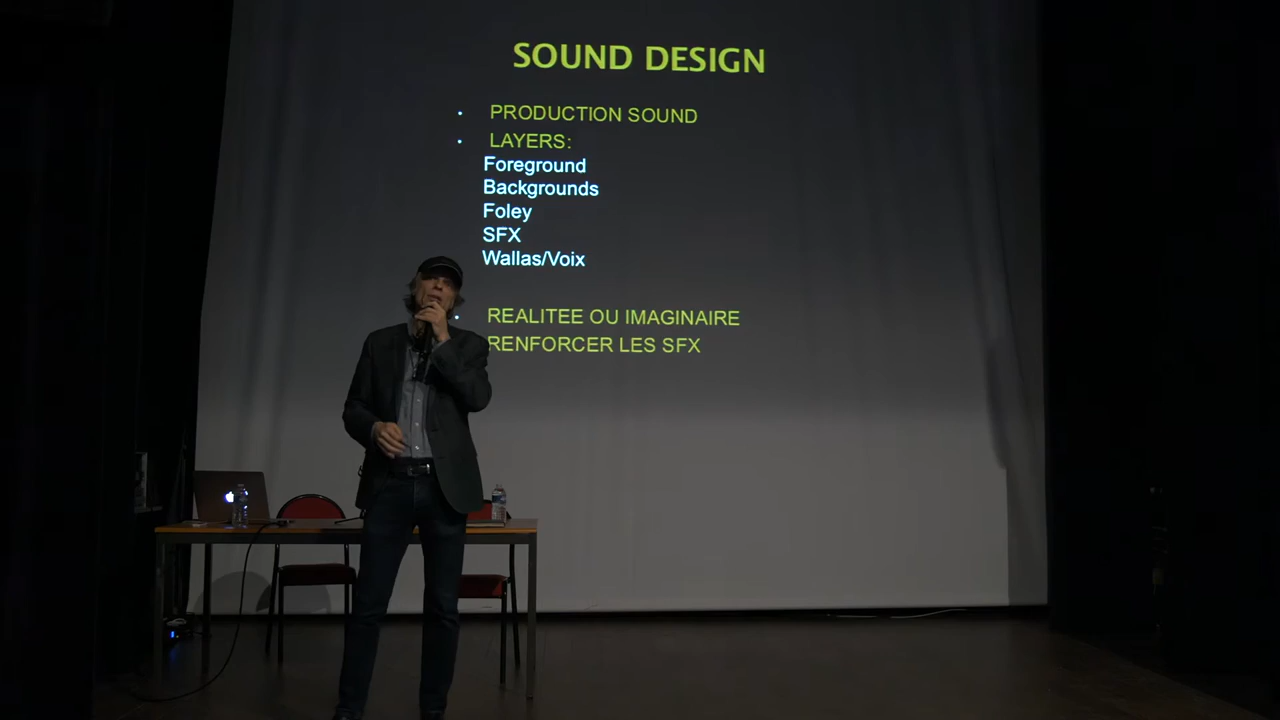 SOUND DESIGN
• PRODUCTION SOUND
• LAYERS:
Foreground
Backgrounds
Foley
SFX
Wallas/Voix
• REALITEE OU IMAGINAIRE
RENFORCER LES SFX